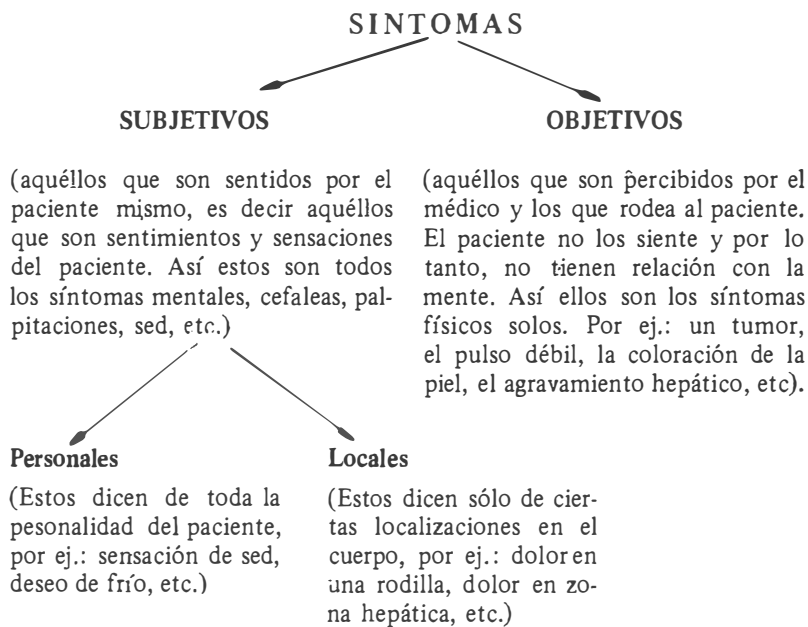 SINTOMAS
SUBJETIVOS
(aquéllos que son sentidos por el
paciente mismo, es decir aquéllos
que son sentimientos y sensaciones
del paciente. Así estos son todos
los síntomas mentales, cefaleas, pal-
pitaciones, sed, etc.)
OBJETIVOS
(aquéllos que son percibidos por el
médico y los que rodea al paciente.
El paciente no los siente y por lo
tanto, no tienen relación con la
mente. Así ellos son los síntomas
físicos solos. Por ej.: un tumor,
el pulso débil, la coloración de la
piel, el agravamiento hepático, etc).
Personales
(Estos dicen de toda la
pesonalidad del paciente,
por ej.: sensación de sed,
deseo de frío, etc.)
Locales
(Estos dicen sólo de cier-
tas localizaciones en el
cuerpo, por ej.: dolor en
una rodilla, dolor en zo-
na hepática, etc.)